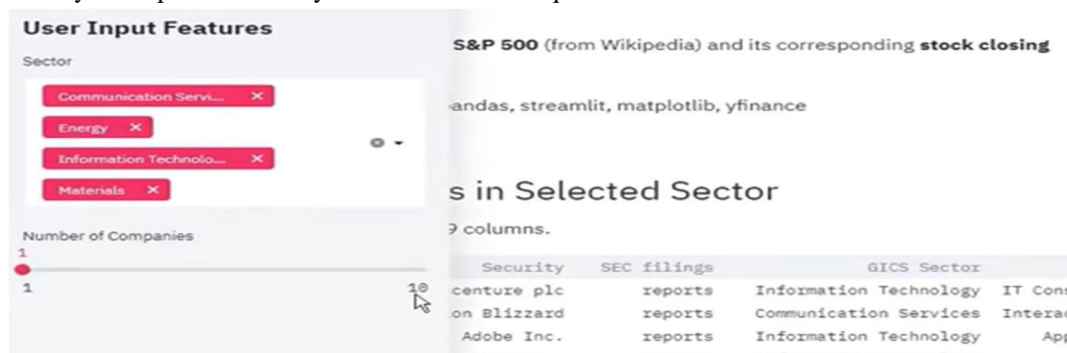 User Input Features
Sector
Communication Servi... ×
Energy ×
Information Technolo... ×
Materials ×
Number of Companies
1
1 10
S&P 500 (from Wikipedia) and its corresponding stock closing
andas, streamlit, matplotlib, yfinance
s in Selected Sector
9 columns.
Security SEC filings GICS Sector
centure plc reports Information Technology IT Cons
on Blizzard reports Communication Services Interac
Adobe Inc. reports Information Technology App